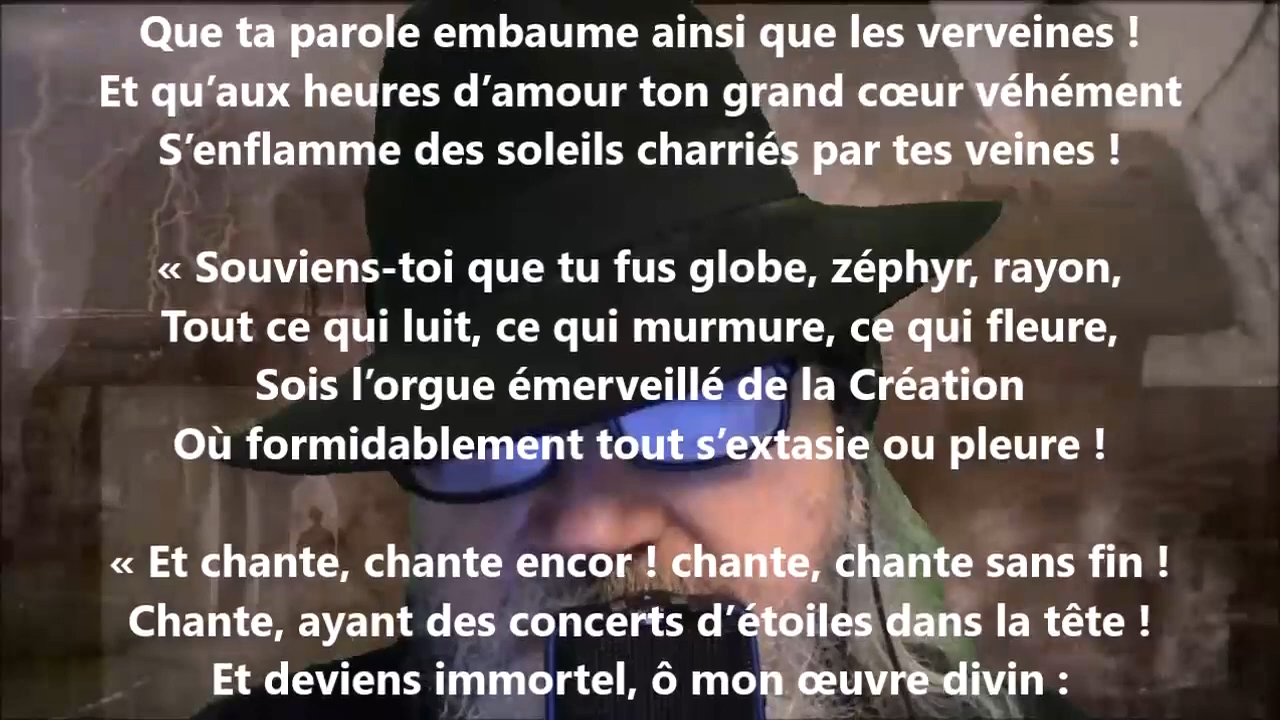 Que ta parole embaume ainsi que les verveines !
Et qu’aux heures d’amour ton grand cœur véhément
S’enflamme des soleils charriés par tes veines !
« Souviens-toi que tu fus globe, zéphyr, rayon,
Tout ce qui luit, ce qui murmure, ce qui fleure,
Sois l’orgue émerveillé de la Création
Où formidablement tout s’extasie ou pleure !
« Et chante, chante encor ! chante, chante sans fin !
Chante, ayant des concerts d’étoiles dans la tête !
Et deviens immortel, ô mon œuvre divin :